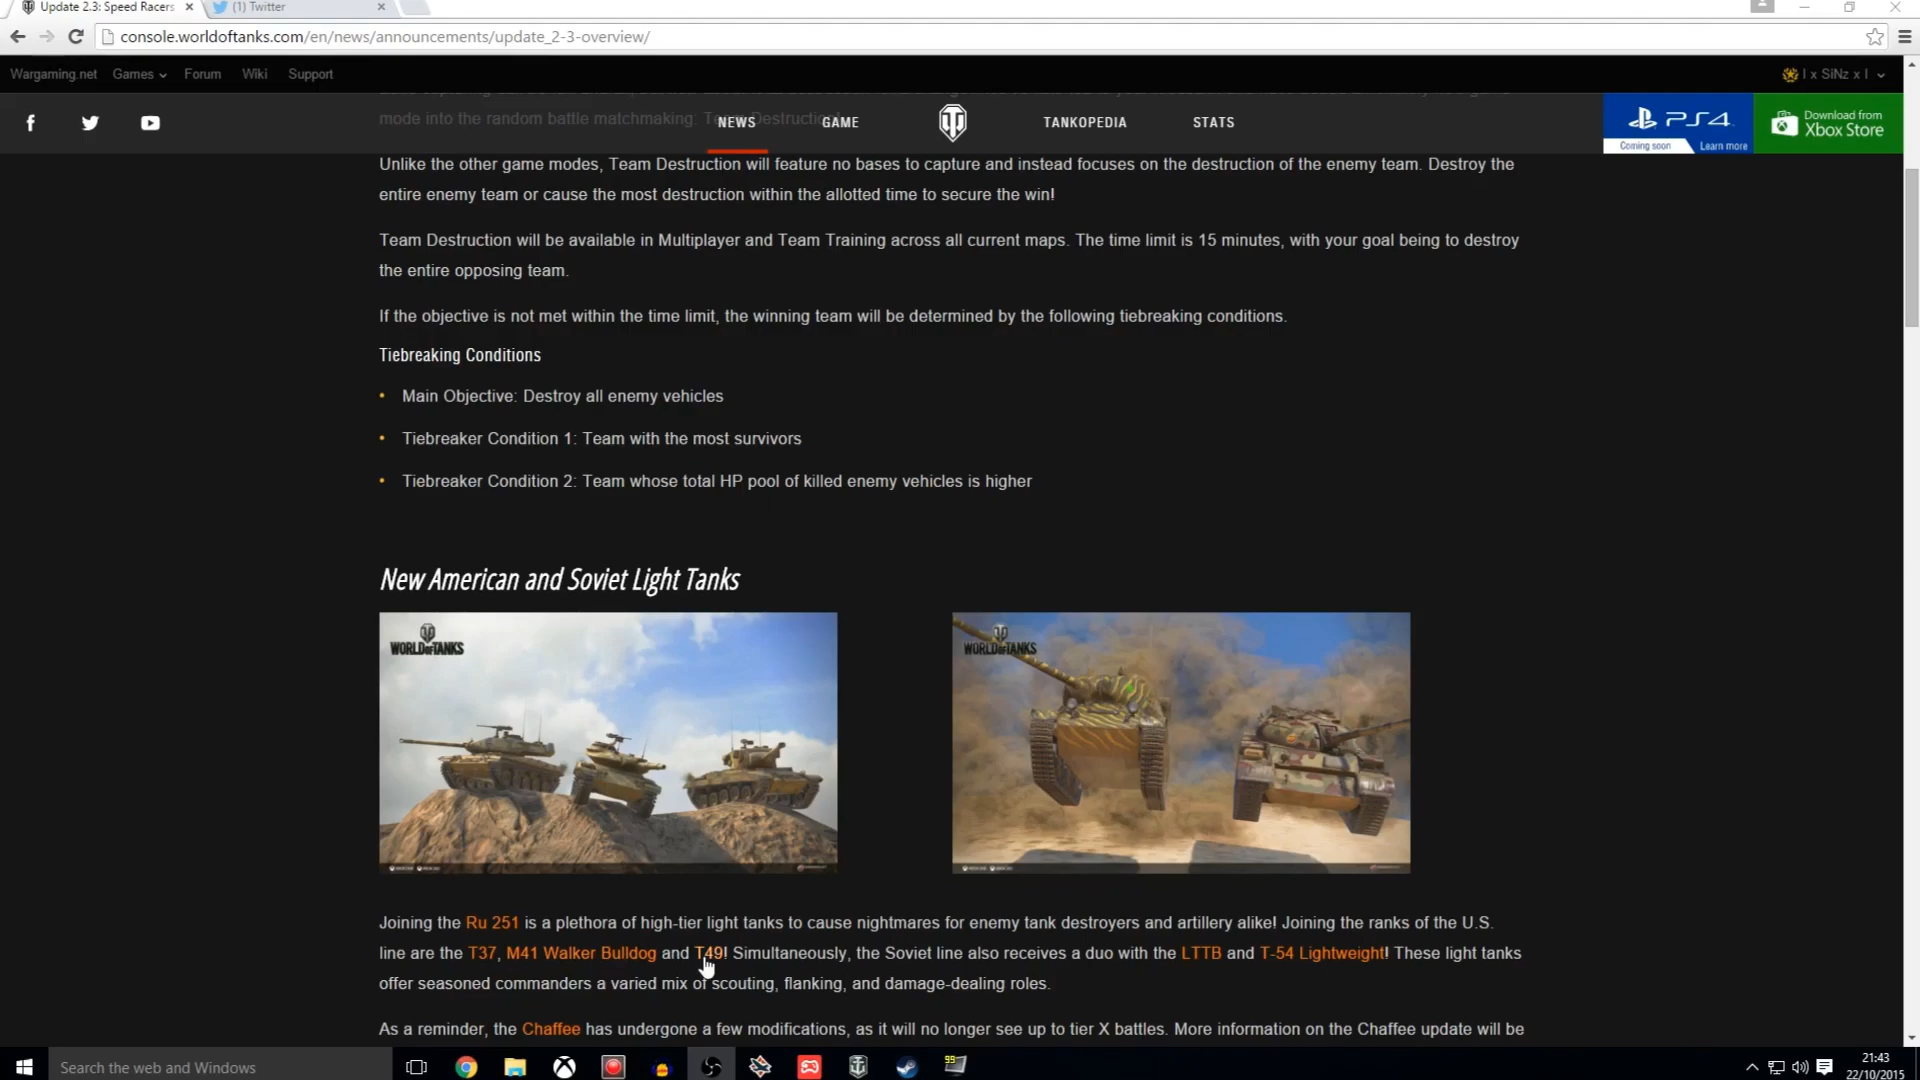 Update 2.3: Speed Racers
(1) Twitter
console.worldoftanks.com/en/news/announcements/update_2-3-overview/
Wargaming.net Games Forum Wiki Support
I x SiNz x I
mode into the random battle matchmaking: Team Destruction!
NEWS GAME TANKOPEDIA STATS
PS4
Coming soon Learn more
Download from
Xbox Store
Unlike the other game modes, Team Destruction will feature no bases to capture and instead focuses on the destruction of the enemy team. Destroy the
entire enemy team or cause the most destruction within the allotted time to secure the win!
Team Destruction will be available in Multiplayer and Team Training across all current maps. The time limit is 15 minutes, with your goal being to destroy
the entire opposing team.
If the objective is not met within the time limit, the winning team will be determined by the following tiebreaking conditions.
Tiebreaking Conditions
• Main Objective: Destroy all enemy vehicles
• Tiebreaker Condition 1: Team with the most survivors
• Tiebreaker Condition 2: Team whose total HP pool of killed enemy vehicles is higher
New American and Soviet Light Tanks
WORLD OF TANKS
WORLD OF TANKS
Joining the Ru 251 is a plethora of high-tier light tanks to cause nightmares for enemy tank destroyers and artillery alike! Joining the ranks of the U.S.
line are the T37, M41 Walker Bulldog and T49! Simultaneously, the Soviet line also receives a duo with the LTTB and T-54 Lightweight! These light tanks
offer seasoned commanders a varied mix of scouting, flanking, and damage-dealing roles.
As a reminder, the Chaffee has undergone a few modifications, as it will no longer see up to tier X battles. More information on the Chaffee update will be
Search the web and Windows
99
21:43
22/10/2015